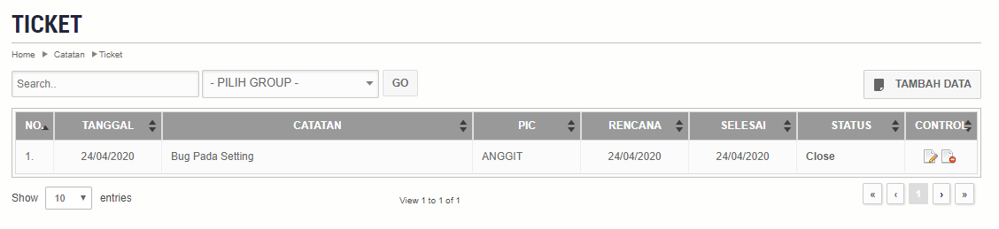 TICKET
Home Catatan Ticket
Search.. - PILIH GROUP - GO TAMBAH DATA
NO. TANGGAL CATATAN PIC RENCANA SELESAI STATUS CONTROL
1. 24/04/2020 Bug Pada Setting ANGGIT 24/04/2020 24/04/2020 Close
Show 10 entries View 1 to 1 of 1 « ‹ 1 › »